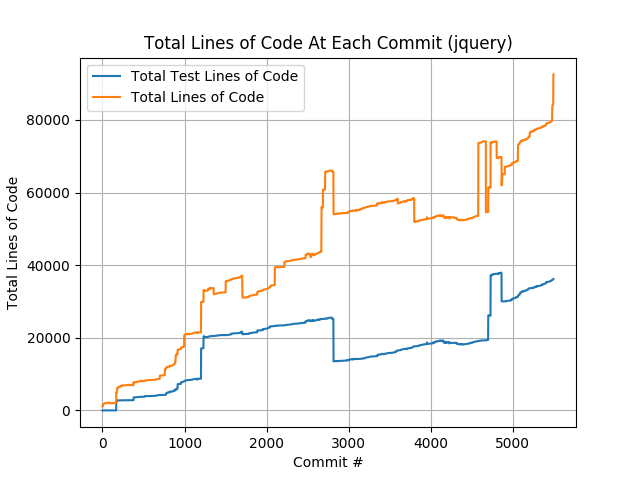 Total Lines of Code At Each Commit (jquery)
Total Test Lines of Code
Total Lines of Code
Total Lines of Code
80000
60000
40000
20000
0
0 1000 2000 3000 4000 5000
Commit #